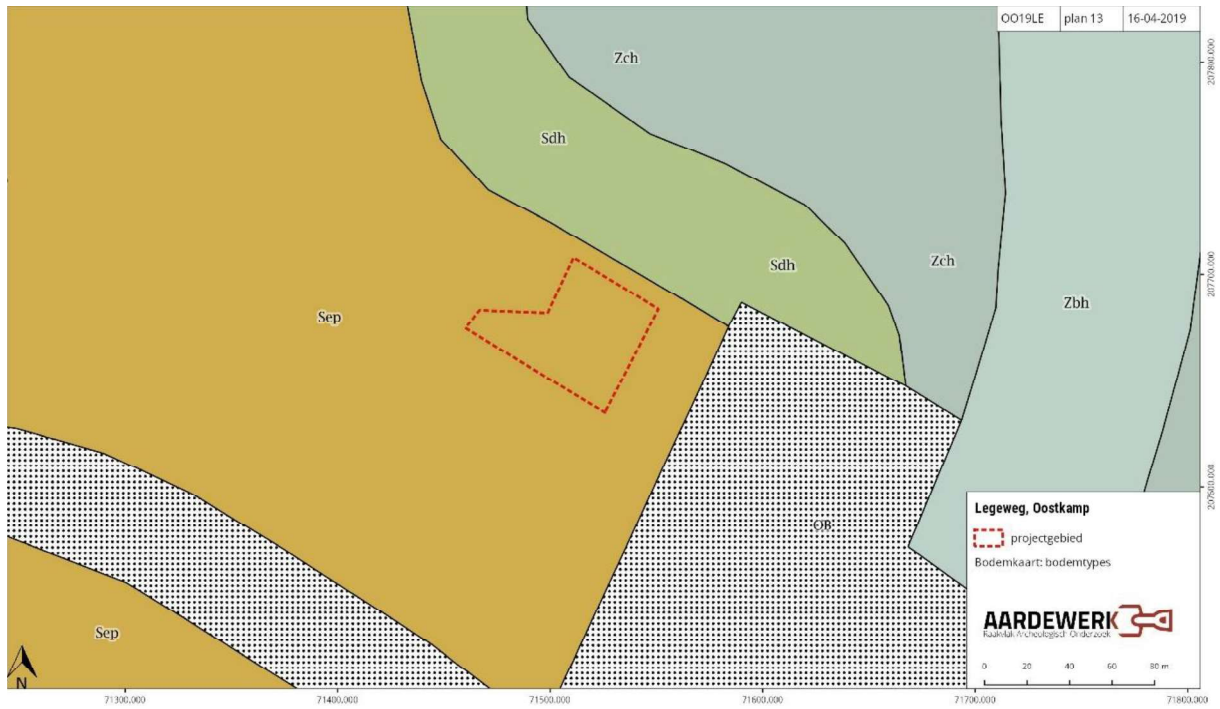 OO19LE plan 13 16-04-2019
Zch
207800.000
Sdh
Sdh
Zch
207700.000
Zbh
Sep
OB
Legeweg, Oostkamp
projectgebied
Bodemkaart: bodemtypes
AARDEWERK
Raakvlak Archeologisch Onderzoek
Sep
0 20 40 60 80 m
N
71300.000 71400.000 71500.000 71600.000 71700.000 71800.000